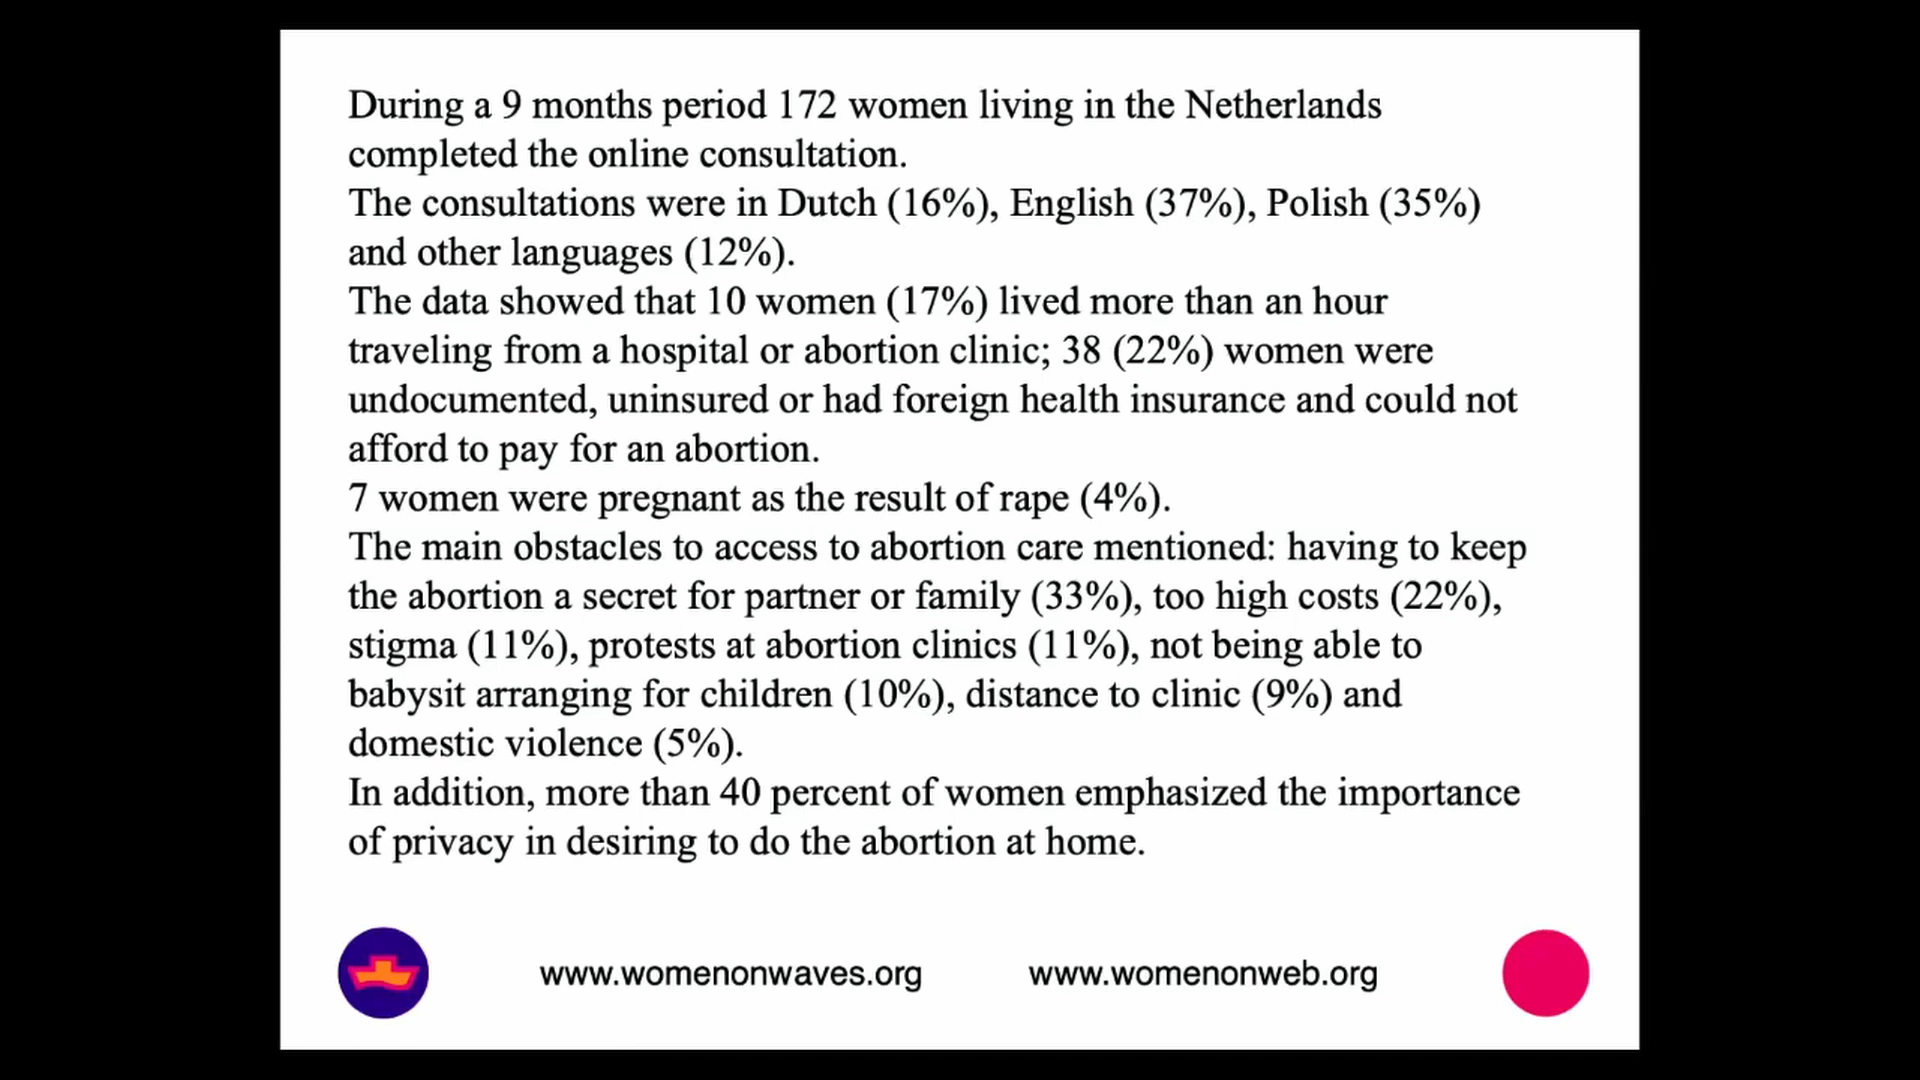 During a 9 months period 172 women living in the Netherlands
completed the online consultation.
The consultations were in Dutch (16%), English (37%), Polish (35%)
and other languages (12%).
The data showed that 10 women (17%) lived more than an hour
traveling from a hospital or abortion clinic; 38 (22%) women were
undocumented, uninsured or had foreign health insurance and could not
afford to pay for an abortion.
7 women were pregnant as the result of rape (4%).
The main obstacles to access to abortion care mentioned: having to keep
the abortion a secret for partner or family (33%), too high costs (22%),
stigma (11%), protests at abortion clinics (11%), not being able to
babysit arranging for children (10%), distance to clinic (9%) and
domestic violence (5%).
In addition, more than 40 percent of women emphasized the importance
of privacy in desiring to do the abortion at home.
www.womenonwaves.org www.womenonweb.org